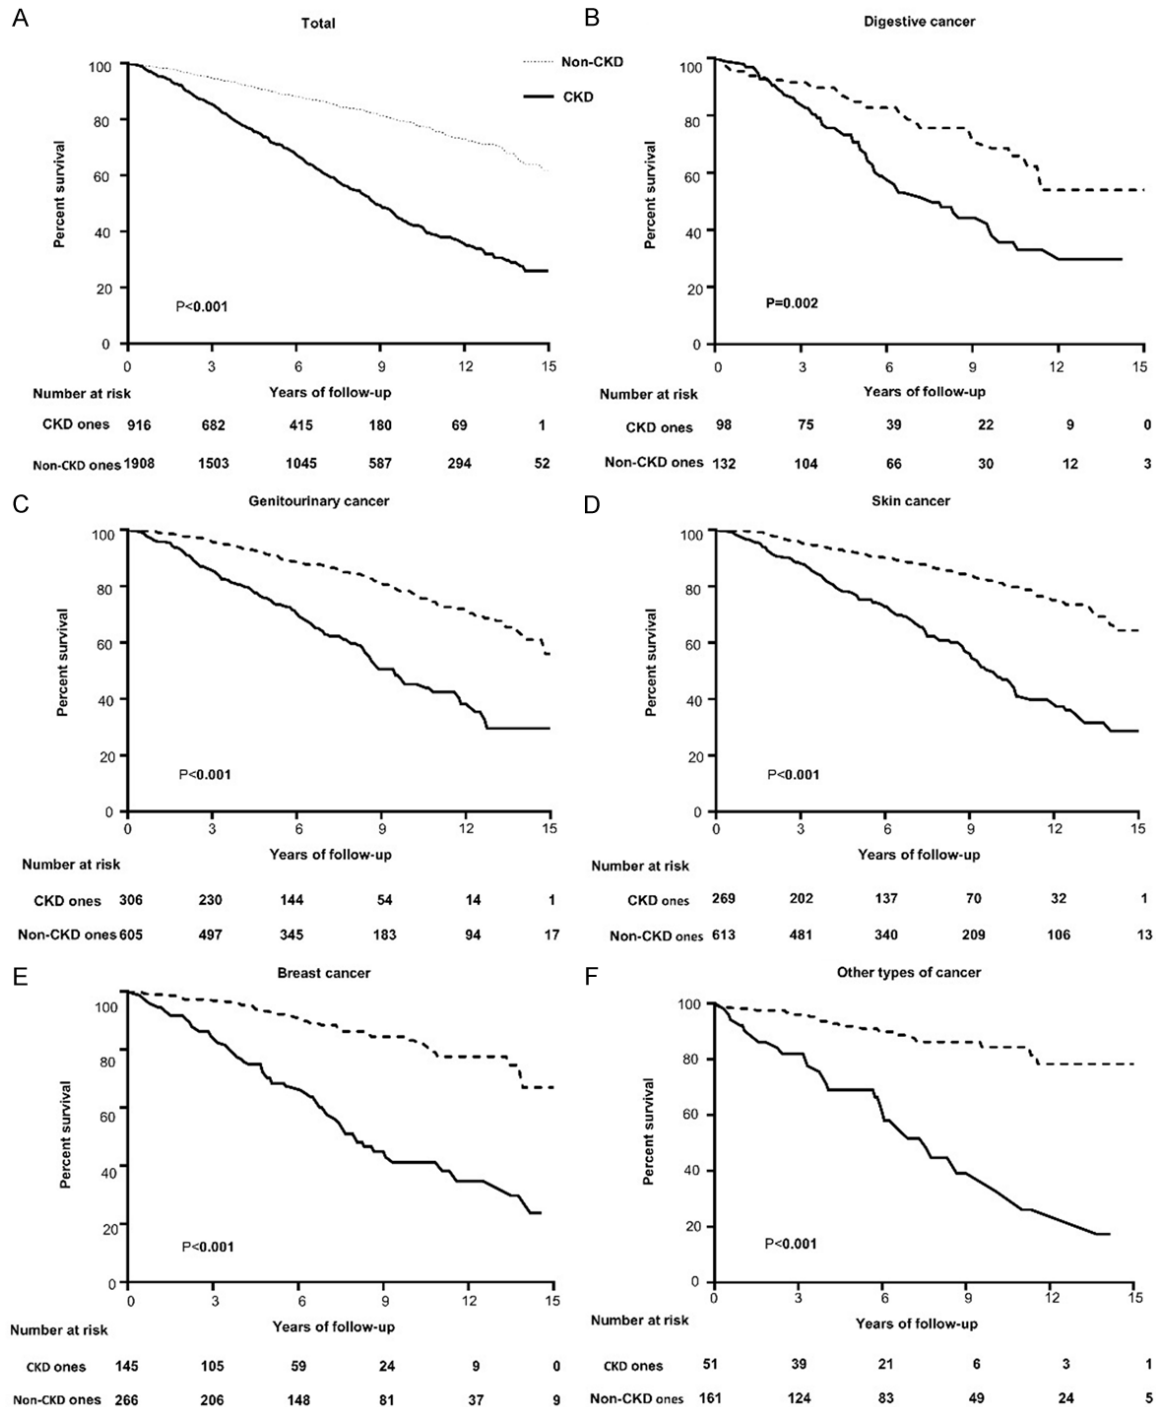 A
Total
100
80
60
40
20
0
Percent survival
Non-CKD
CKD
P<0.001
0 3 6 9 12 15
Years of follow-up
Number at risk
CKD ones 916 682 415 180 69 1
Non-CKD ones 1908 1503 1045 587 294 52
B
Digestive cancer
100
80
60
40
20
0
Percent survival
P=0.002
0 3 6 9 12 15
Years of follow-up
Number at risk
CKD ones 98 75 39 22 9 0
Non-CKD ones 132 104 66 30 12 3
C
Genitourinary cancer
100
80
60
40
20
0
Percent survival
P<0.001
0 3 6 9 12 15
Years of follow-up
Number at risk
CKD ones 306 230 144 54 14 1
Non-CKD ones 605 497 345 183 94 17
D
Skin cancer
100
80
60
40
20
0
Percent survival
P<0.001
0 3 6 9 12 15
Years of follow-up
Number at risk
CKD ones 269 202 137 70 32 1
Non-CKD ones 613 481 340 209 106 13
E
Breast cancer
100
80
60
40
20
0
Percent survival
P<0.001
0 3 6 9 12 15
Years of follow-up
Number at risk
CKD ones 145 105 59 24 9 0
Non-CKD ones 266 206 148 81 37 9
F
Other types of cancer
100
80
60
40
20
0
Percent survival
P<0.001
0 3 6 9 12 15
Years of follow-up
Number at risk
CKD ones 51 39 21 6 3 1
Non-CKD ones 161 124 83 49 24 5